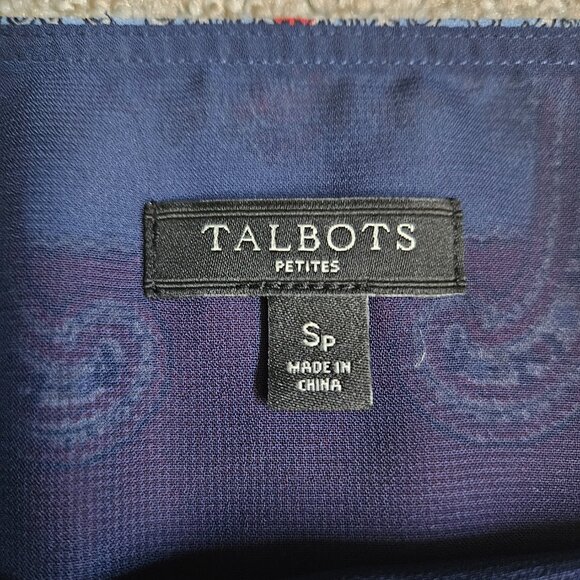 TALBOTS
PETITES
SP
MADE IN
CHINA